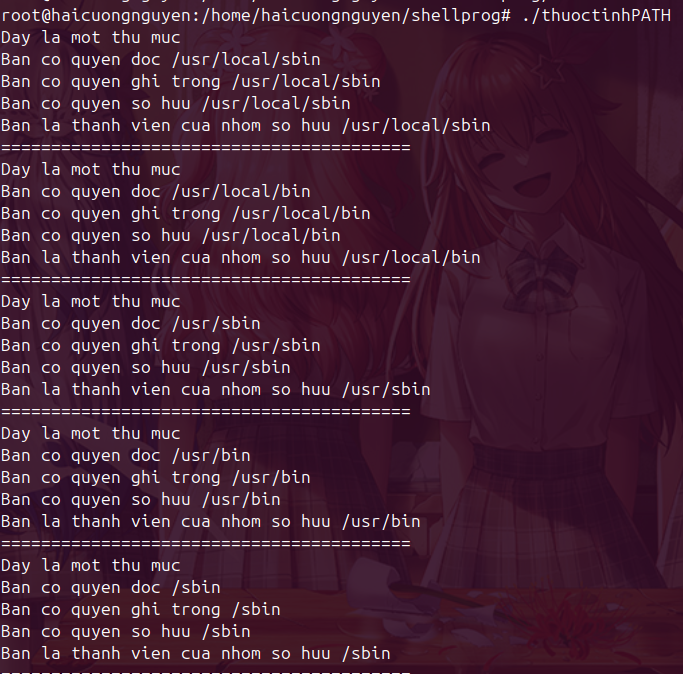 root@haicuongnguyen:/home/haicuongnguyen/shellprog# ./thuoctinhPATH
Day la mot thu muc
Ban co quyen doc /usr/local/sbin
Ban co quyen ghi trong /usr/local/sbin
Ban co quyen so huu /usr/local/sbin
Ban la thanh vien cua nhom so huu /usr/local/sbin
=========================================
Day la mot thu muc
Ban co quyen doc /usr/local/bin
Ban co quyen ghi trong /usr/local/bin
Ban co quyen so huu /usr/local/bin
Ban la thanh vien cua nhom so huu /usr/local/bin
=========================================
Day la mot thu muc
Ban co quyen doc /usr/sbin
Ban co quyen ghi trong /usr/sbin
Ban co quyen so huu /usr/sbin
Ban la thanh vien cua nhom so huu /usr/sbin
=========================================
Day la mot thu muc
Ban co quyen doc /usr/bin
Ban co quyen ghi trong /usr/bin
Ban co quyen so huu /usr/bin
Ban la thanh vien cua nhom so huu /usr/bin
=========================================
Day la mot thu muc
Ban co quyen doc /sbin
Ban co quyen ghi trong /sbin
Ban co quyen so huu /sbin
Ban la thanh vien cua nhom so huu /sbin
=========================================